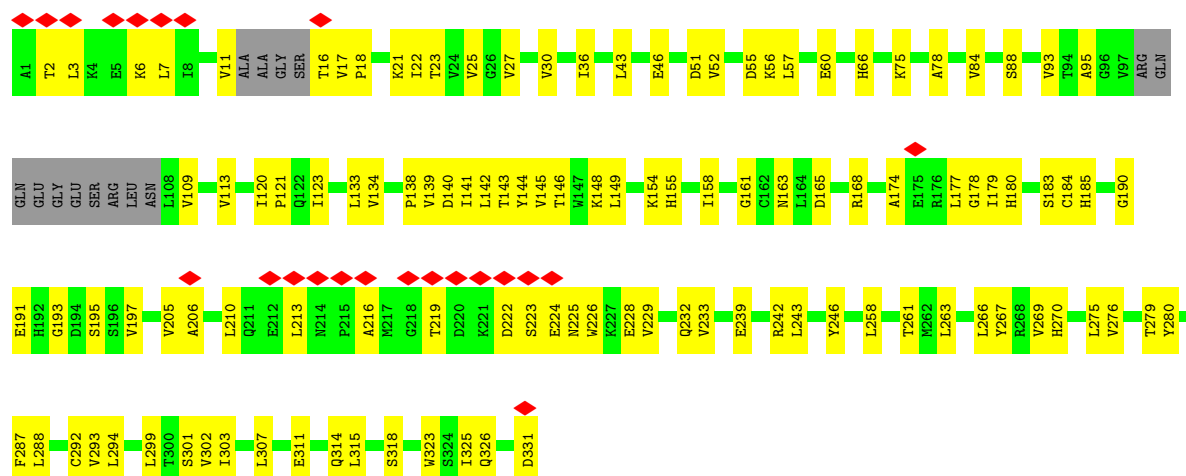 A1 T2 L3 K4 E5 K6 L7 I8 V11 ALA ALA GLY SER T16 V17 P18 K21 I22 T23 V24 V25 G26 V27 V30 I36 L43 E46 D51 V52 D55 K56 L57 E60 H66 K75 A78 V84 S88 V93 T94 A95 G96 V97 ARG GLN
GLN GLU GLY GLU SER ARG LEU ASN L108 V109 V113 I120 P121 Q122 I123 L133 V134 P138 V139 D140 I141 L142 T143 Y144 V145 T146 W147 K148 L149 K154 H155 I158 G161 C162 N163 L164 D165 R168 A174 E175 R176 L177 G178 I179 H180 S183 C184 H185 G190
E191 H192 G193 D194 S195 S196 V197 V205 A206 L210 Q211 E212 L213 N214 P215 A216 M217 G218 T219 D220 K221 D222 S223 E224 N225 W226 K227 E228 V229 Q232 V233 E239 R242 L243 Y246 L258 T261 M262 L263 L266 Y267 R268 V269 H270 L275 V276 T279 Y280
F287 L288 C292 V293 L294 L299 T300 S301 V302 I303 L307 E311 Q314 L315 S318 W323 S324 I325 Q326 D331